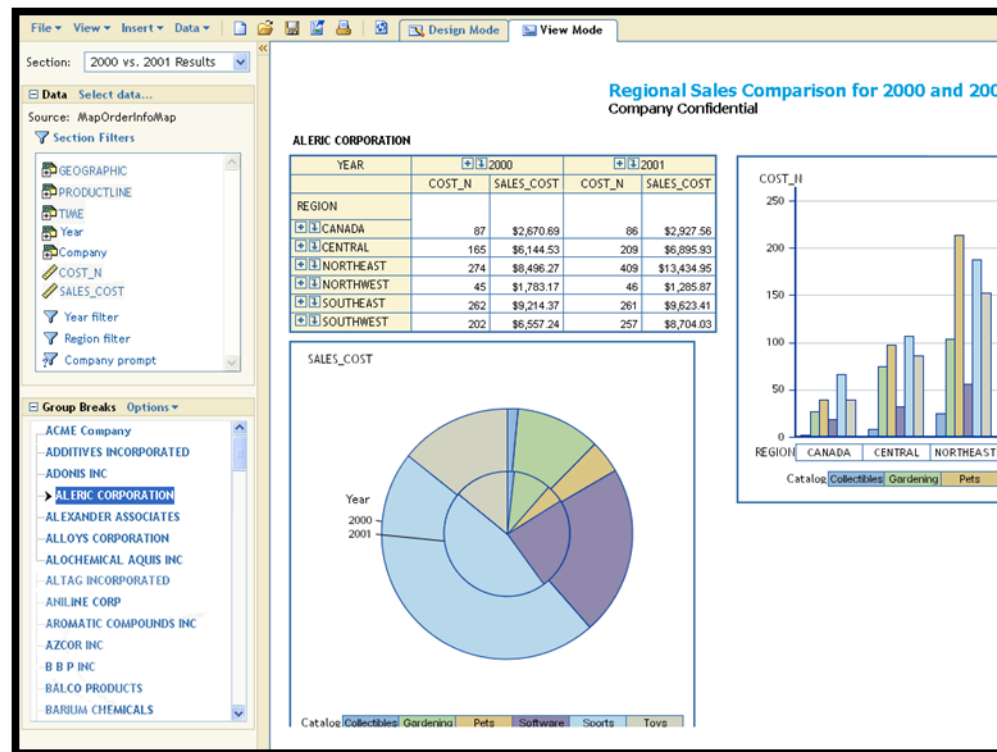 File View Insert Data Design Mode View Mode
Section: 2000 vs. 2001 Results
Data Select data...
Source: MapOrderInfoMap
Section Filters
GEOGRAPHIC
PRODUCTLINE
TIME
Year
Company
COST_N
SALES_COST
Year filter
Region filter
Company prompt
Group Breaks Options
ACME Company
ADDITIVES INCORPORATED
ADONIS INC
ALERIC CORPORATION
ALEXANDER ASSOCIATES
ALLOYS CORPORATION
ALOCHEMICAL AQUIS INC
ALTAG INCORPORATED
ANILINE CORP
AROMATIC COMPOUNDS INC
AZCOR INC
B B P INC
BALCO PRODUCTS
BARIUM CHEMICALS
Regional Sales Comparison for 2000 and 200
Company Confidential
ALERIC CORPORATION
YEAR 2000 2001
COST_N SALES_COST COST_N SALES_COST
REGION
CANADA 87 $2,670.69 86 $2,927.56
CENTRAL 165 $6,144.53 209 $6,895.93
NORTHEAST 274 $8,496.27 409 $13,434.95
NORTHWEST 45 $1,783.17 46 $1,285.87
SOUTHEAST 262 $9,214.37 261 $9,623.41
SOUTHWEST 202 $6,557.24 257 $8,704.03
SALES_COST
Year
2000
2001
Catalog Collectibles Gardening Pets Software Sports Toys
COST_N
250
200
150
100
50
0
REGION CANADA CENTRAL NORTHEAST
Catalog Collectibles Gardening Pets